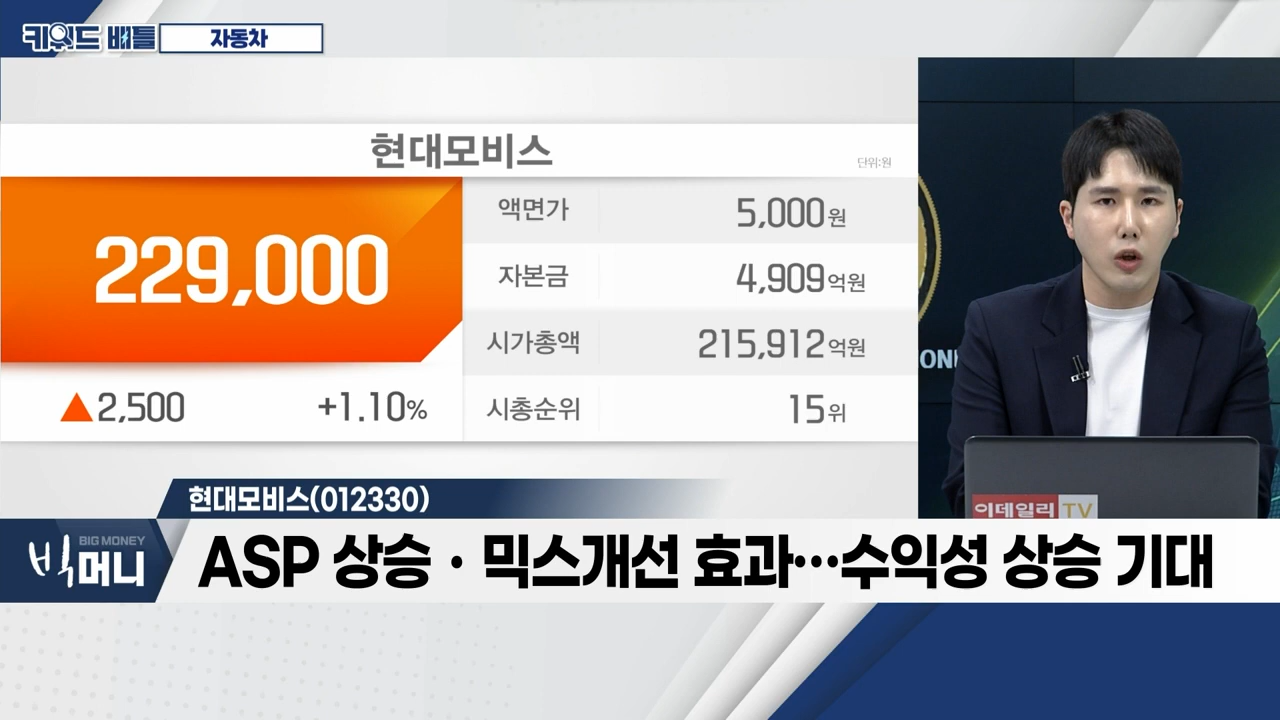 키워드 배틀
자동차
현대모비스
단위:원
229,000
▲2,500
+1.10%
액면가
5,000원
자본금
4,909억원
시가총액
215,912억원
시총순위
15위
이데일리TV
현대모비스(012330)
BIG MONEY
빅머니
ASP 상승·믹스개선 효과…수익성 상승 기대